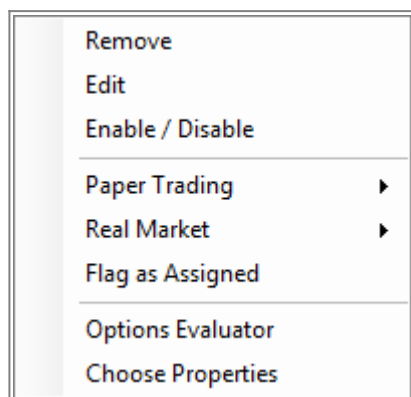 Remove
Edit
Enable / Disable
Paper Trading
Real Market
Flag as Assigned
Options Evaluator
Choose Properties